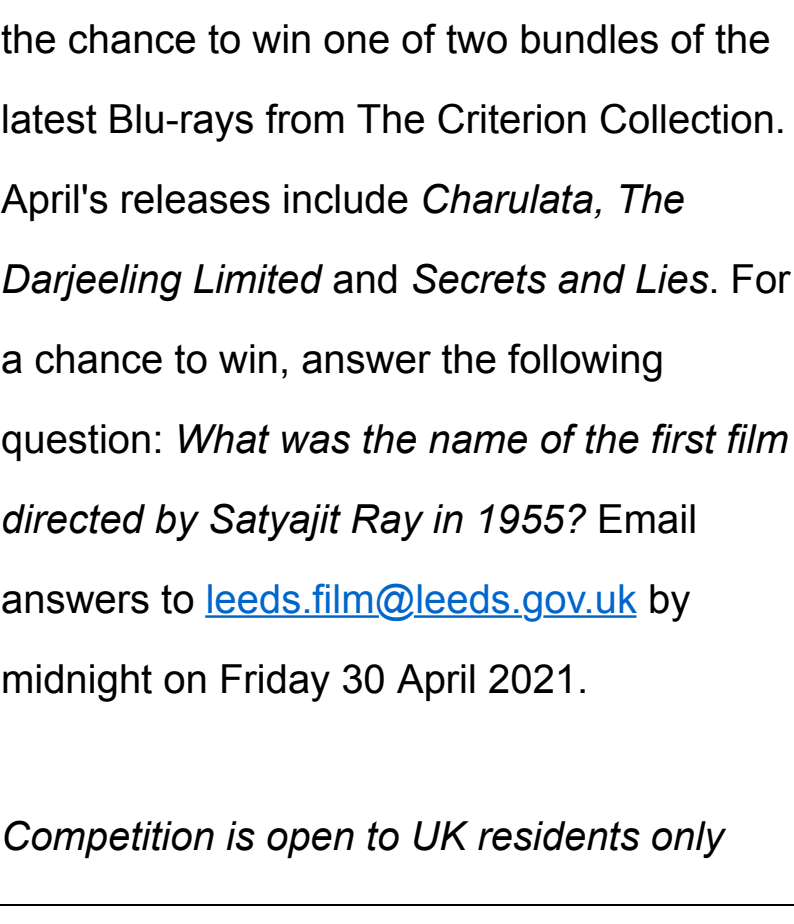 the chance to win one of two bundles of the
latest Blu-rays from The Criterion Collection.
April's releases include Charulata, The
Darjeeling Limited and Secrets and Lies. For
a chance to win, answer the following
question: What was the name of the first film
directed by Satyajit Ray in 1955? Email
answers to leeds.film@leeds.gov.uk by
midnight on Friday 30 April 2021.
Competition is open to UK residents only